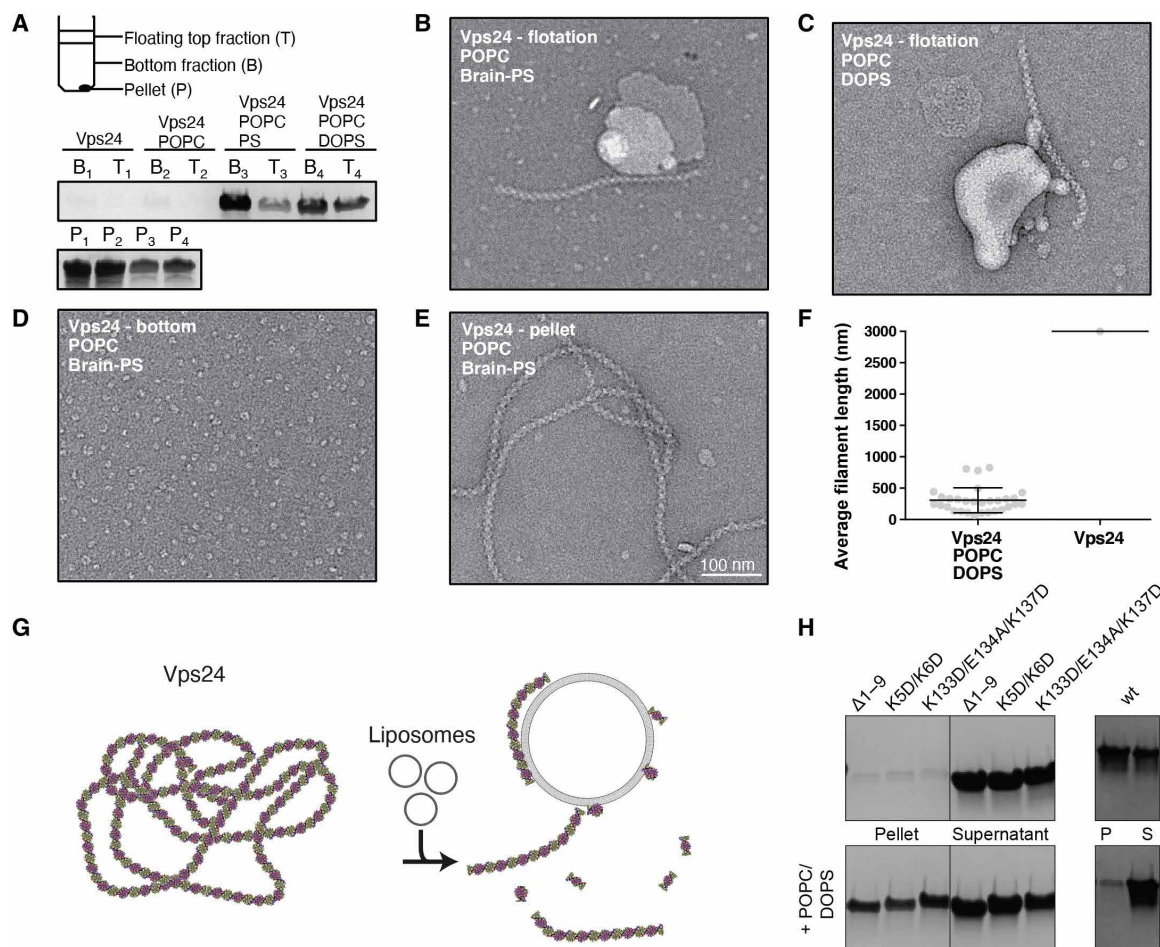 A
Floating top fraction (T)
Bottom fraction (B)
Pellet (P)
Vps24
Vps24
POPC
Vps24
POPC
PS
Vps24
POPC
DOPS
B1 T1 B2 T2 B3 T3 B4 T4
P1 P2 P3 P4
B
Vps24 - flotation
POPC
Brain-PS
C
Vps24 - flotation
POPC
DOPS
D
Vps24 - bottom
POPC
Brain-PS
E
Vps24 - pellet
POPC
Brain-PS
100 nm
F
Average filament length (nm)
3000
2500
2000
1500
1000
500
0
Vps24
POPC
DOPS
Vps24
G
Vps24
Liposomes
H
Δ1–9
K5D/K6D
K133D/E134A/K137D
Δ1–9
K5D/K6D
K133D/E134A/K137D
wt
Pellet Supernatant
P S
+ POPC/
DOPS